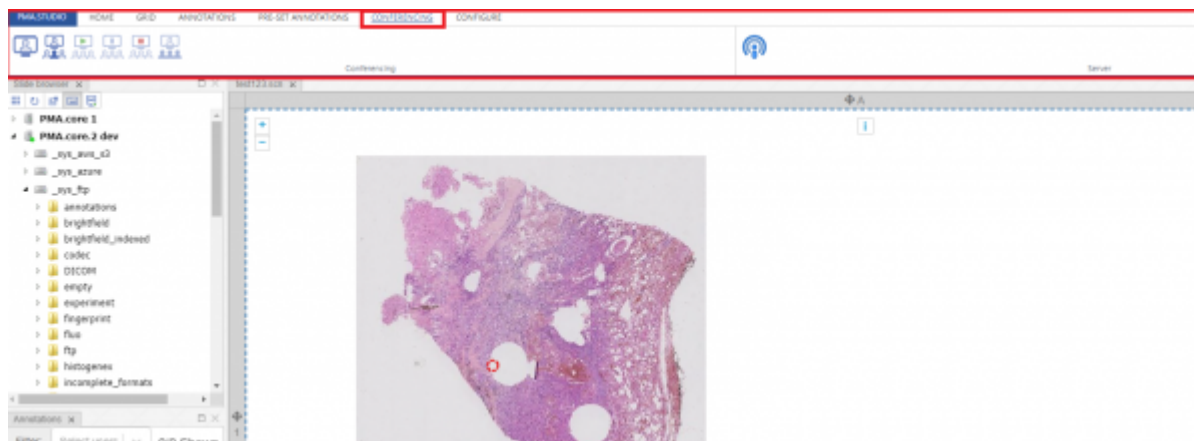 PMA.STUDIO HOME GRID ANNOTATIONS PRE-SET ANNOTATIONS CONFERENCING CONFIGURE
Conferencing Server
Slide browser
A
PMA.core 1
PMA.core.2 dev
_sys_aws_s3
_sys_azure
_sys_ftp
annotations
brightfield
brightfield_indexed
codec
DICOM
empty
experiment
fingerprint
fluo
ftp
histogenex
incomplete_formats
Annotations
1
Filter